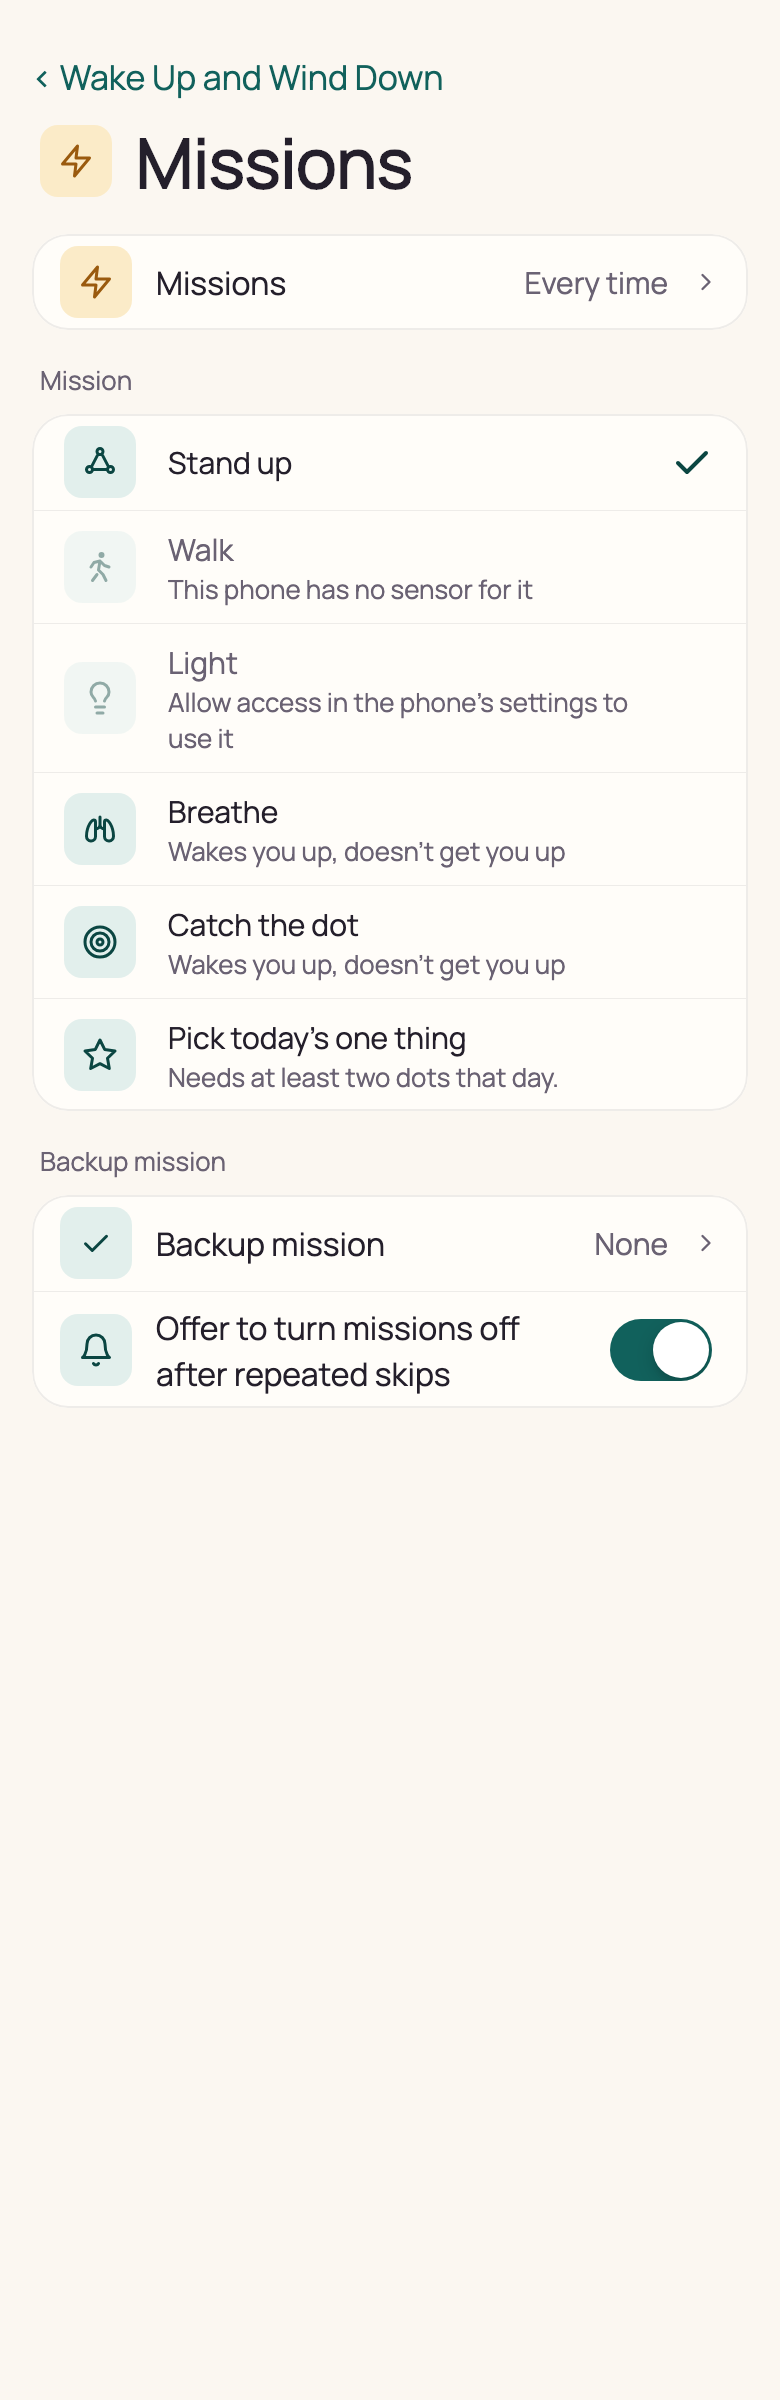 Wake Up and Wind Down
Missions
Missions
Every time
Mission
Stand up
Walk
This phone has no sensor for it
Light
Allow access in the phone’s settings to
use it
Breathe
Wakes you up, doesn’t get you up
Catch the dot
Wakes you up, doesn’t get you up
Pick today’s one thing
Needs at least two dots that day.
Backup mission
Backup mission
None
Offer to turn missions off
after repeated skips